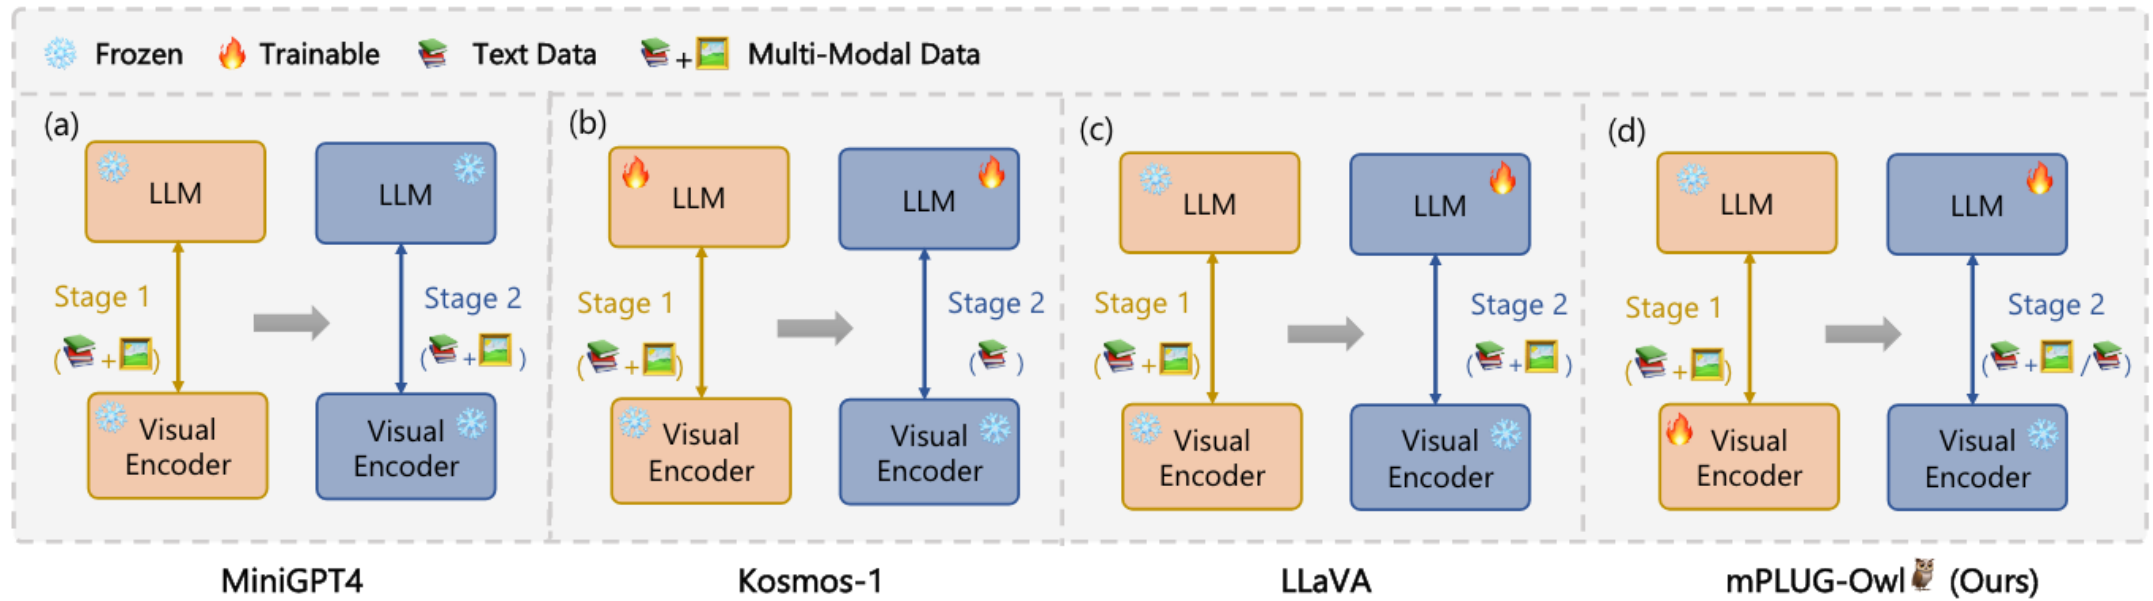 Frozen Trainable Text Data + Multi-Modal Data
(a)
LLM
LLM
Stage 1
( + )
Stage 2
( + )
Visual
Encoder
Visual
Encoder
MiniGPT4
(b)
LLM
LLM
Stage 1
( + )
Stage 2
( )
Visual
Encoder
Visual
Encoder
Kosmos-1
(c)
LLM
LLM
Stage 1
( + )
Stage 2
( + )
Visual
Encoder
Visual
Encoder
LLaVA
(d)
LLM
LLM
Stage 1
( + )
Stage 2
( + / )
Visual
Encoder
Visual
Encoder
mPLUG-Owl (Ours)